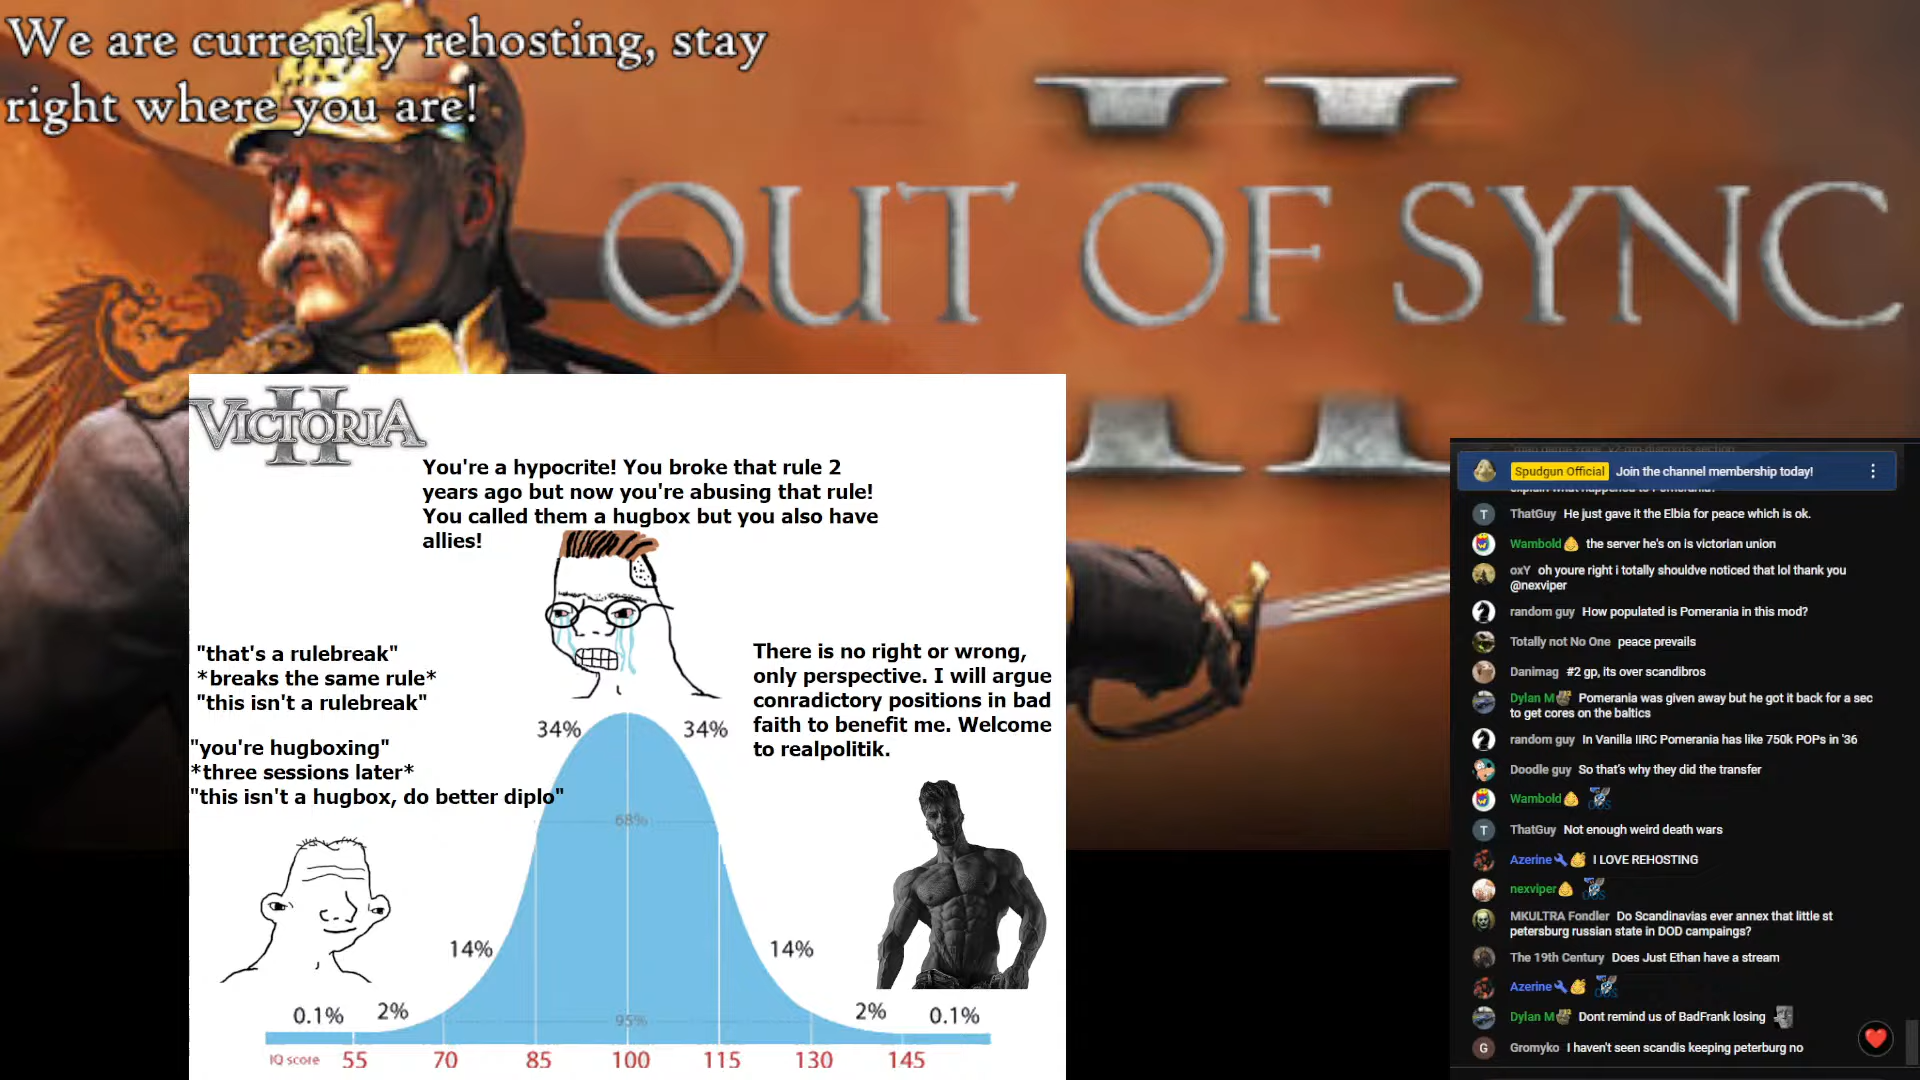 We are currently rehosting, stay
right where you are!
II
OUT OF SYNC
VICTORIA
II
You're a hypocrite! You broke that rule 2
years ago but now you're abusing that rule!
You called them a hugbox but you also have
allies!
"that's a rulebreak"
*breaks the same rule*
"this isn't a rulebreak"
"you're hugboxing"
*three sessions later*
"this isn't a hugbox, do better diplo"
There is no right or wrong,
only perspective. I will argue
conradictory positions in bad
faith to benefit me. Welcome
to realpolitik.
34%
34%
68%
14%
14%
0.1%
2%
95%
2%
0.1%
IQ score 55 70 85 100 115 130 145
Spudgun Official Join the channel membership today!
T ThatGuy He just gave it the Elbia for peace which is ok.
Wambold the server he's on is victorian union
oxY oh youre right i totally shouldve noticed that lol thank you
@nexviper
random guy How populated is Pomerania in this mod?
Totally not No One peace prevails
Danimag #2 gp, its over scandibros
Dylan M Pomerania was given away but he got it back for a sec
to get cores on the baltics
random guy In Vanilla IIRC Pomerania has like 750k POPs in '36
Doodle guy So that's why they did the transfer
Wambold OOS
T ThatGuy Not enough weird death wars
Azerine I LOVE REHOSTING
nexviper OOS
MKULTRA Fondler Do Scandinavias ever annex that little st
petersburg russian state in DOD campaings?
The 19th Century Does Just Ethan have a stream
Azerine OOS
Dylan M Dont remind us of BadFrank losing
G Gromyko I haven't seen scandis keeping peterburg no